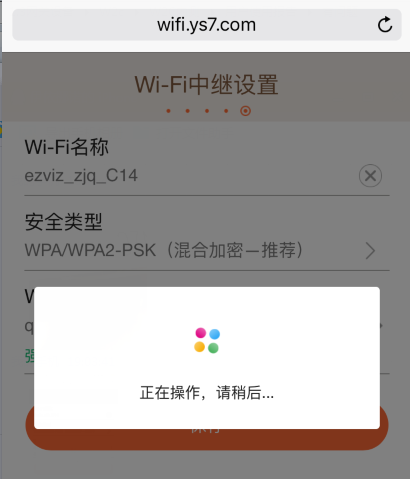 wifi.ys7.com
Wi-Fi中继设置
Wi-Fi名称
ezviz_zjq_C14
安全类型
WPA/WPA2-PSK（混合加密－推荐）
W
q
强
正在操作，请稍后...